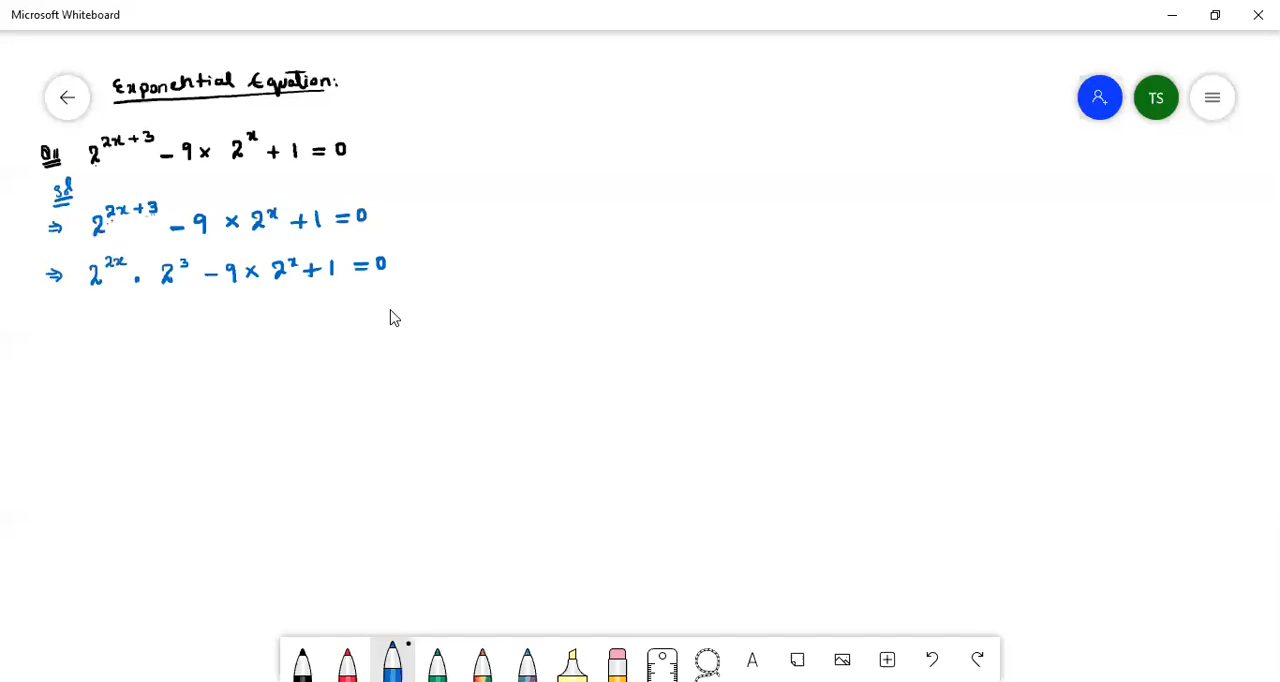 Microsoft Whiteboard
Exponential Equation:
TS
Q1 2^{2x+3} - 9 × 2^x + 1 = 0
Sol
⇒ 2^{2x+3} - 9 × 2^x + 1 = 0
⇒ 2^{2x} . 2^3 - 9 × 2^x + 1 = 0
A